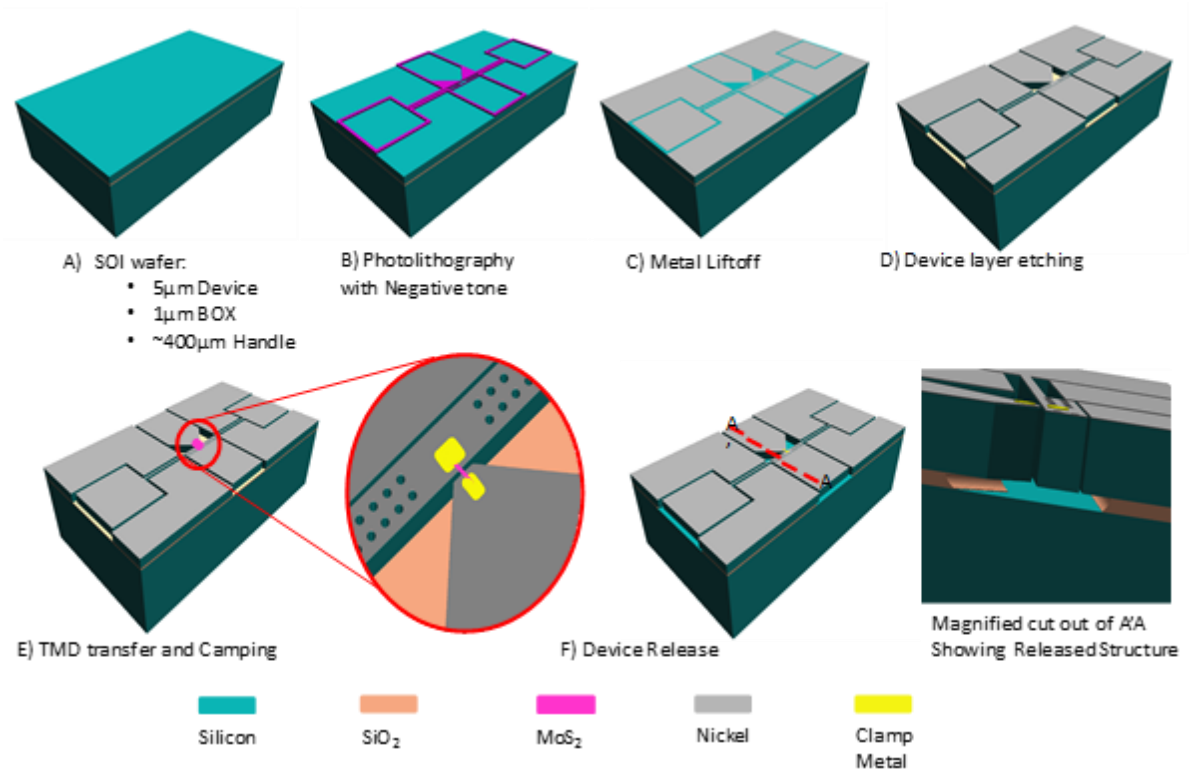 A) SOI wafer:
• 5µm Device
• 1µm BOX
• ~400µm Handle
B) Photolithography
with Negative tone
C) Metal Liftoff
D) Device layer etching
E) TMD transfer and Camping
A
'
A
F) Device Release
Magnified cut out of A'A
Showing Released Structure
Silicon
SiO₂
MoS₂
Nickel
Clamp
Metal